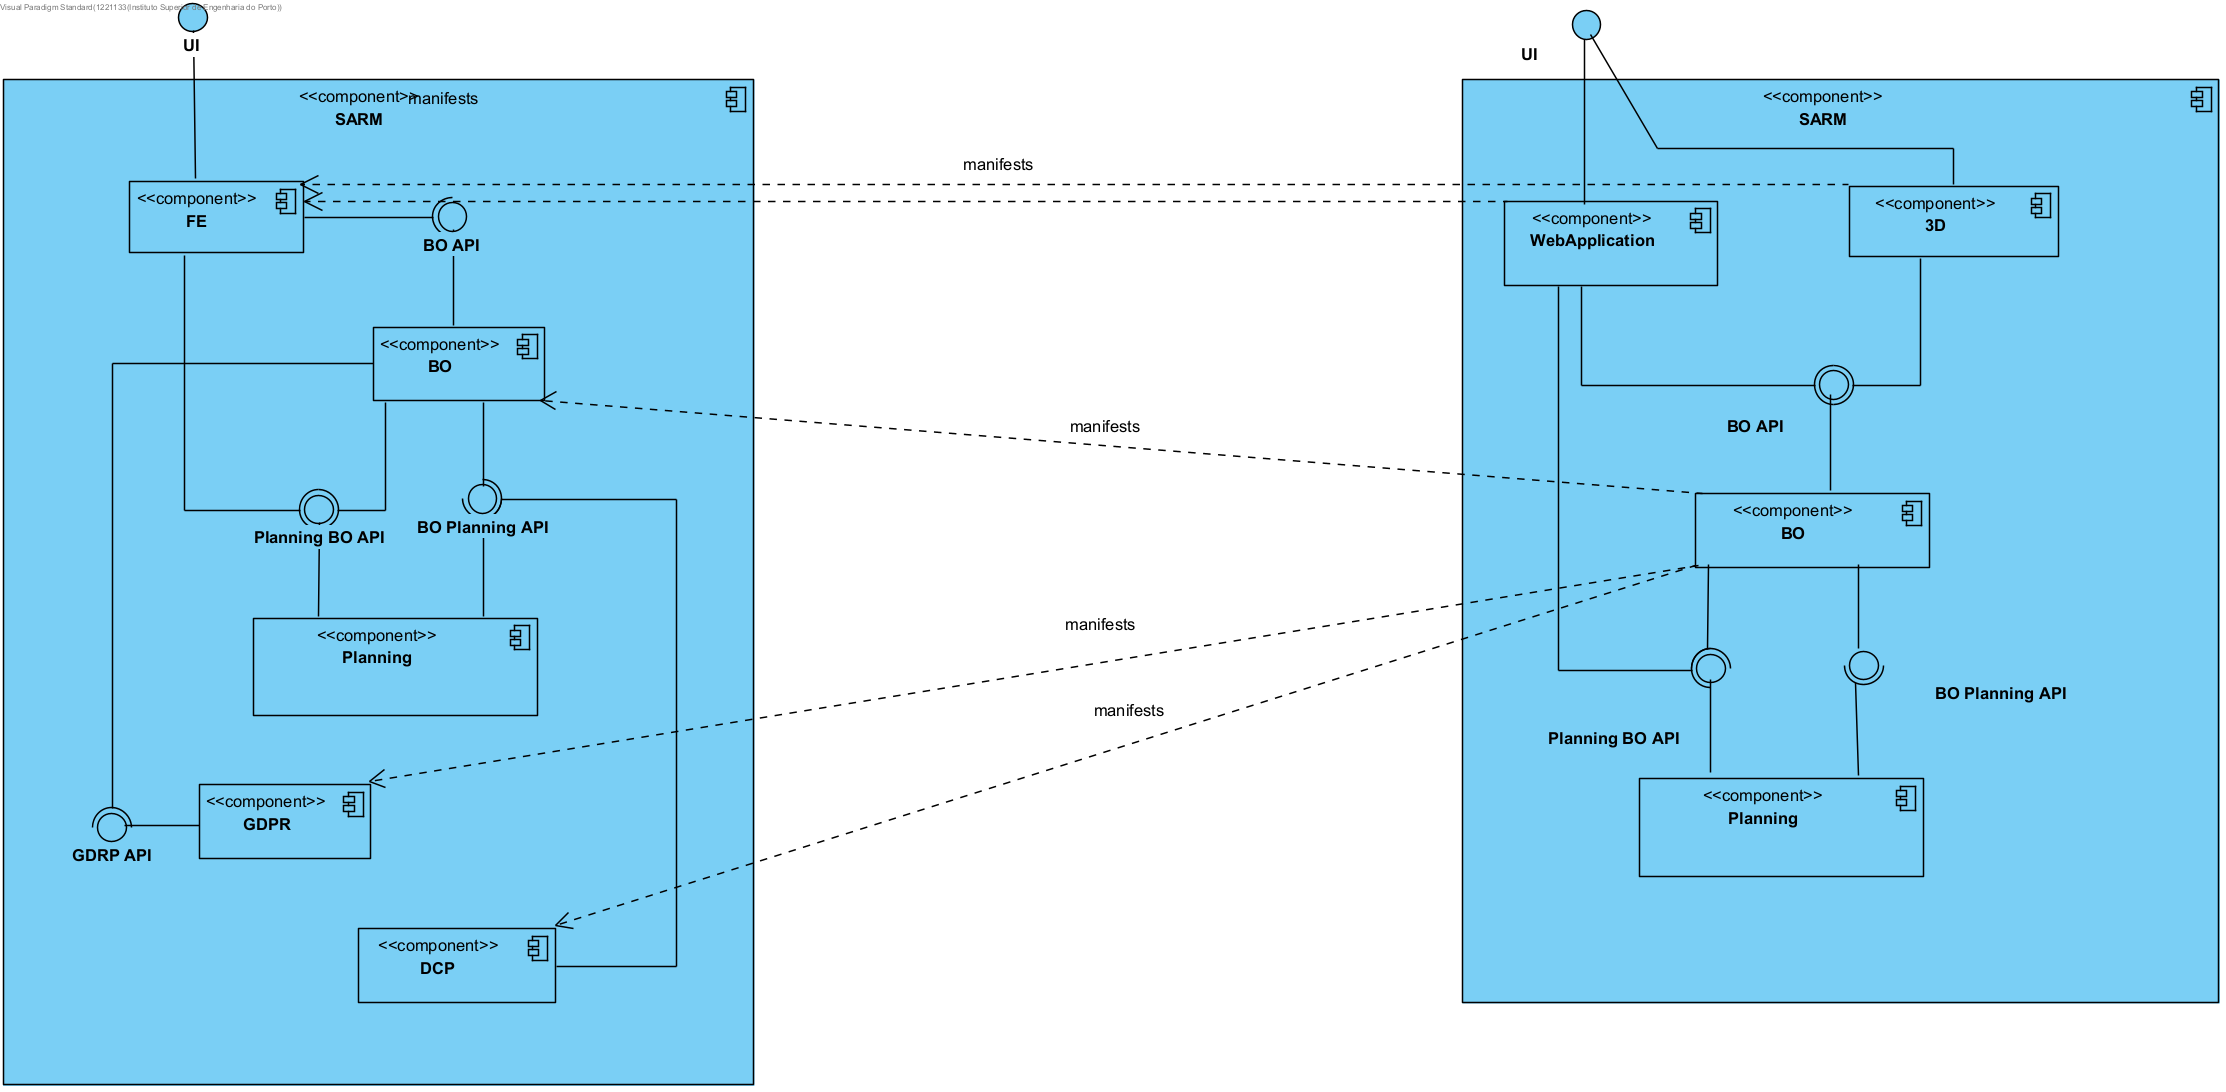 Visual Paradigm Standard(1221133(Instituto Superior de Engenharia do Porto))
UI
<<component>>
manifests
SARM
<<component>>
FE
BO API
<<component>>
BO
Planning BO API
BO Planning API
<<component>>
Planning
<<component>>
GDPR
GDRP API
<<component>>
DCP
manifests
manifests
manifests
manifests
UI
<<component>>
SARM
<<component>>
WebApplication
<<component>>
3D
BO API
<<component>>
BO
BO Planning API
Planning BO API
<<component>>
Planning